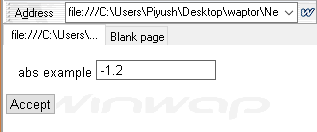 Address file:///C:\Users\Piyush\Desktop\waptor\Ne
file:///C:/Users/... Blank page
abs example -1.2
Accept
winwap